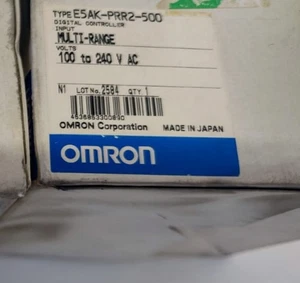 TYPE E5AK-PRR2-500
DIGITAL CONTROLLER
INPUT
MULTI-RANGE
VOLTS
100 to 240 V AC
N1 LOT No. 2584 QTY. 1
4536853300890
OMRON Corporation MADE IN JAPAN
OMRON